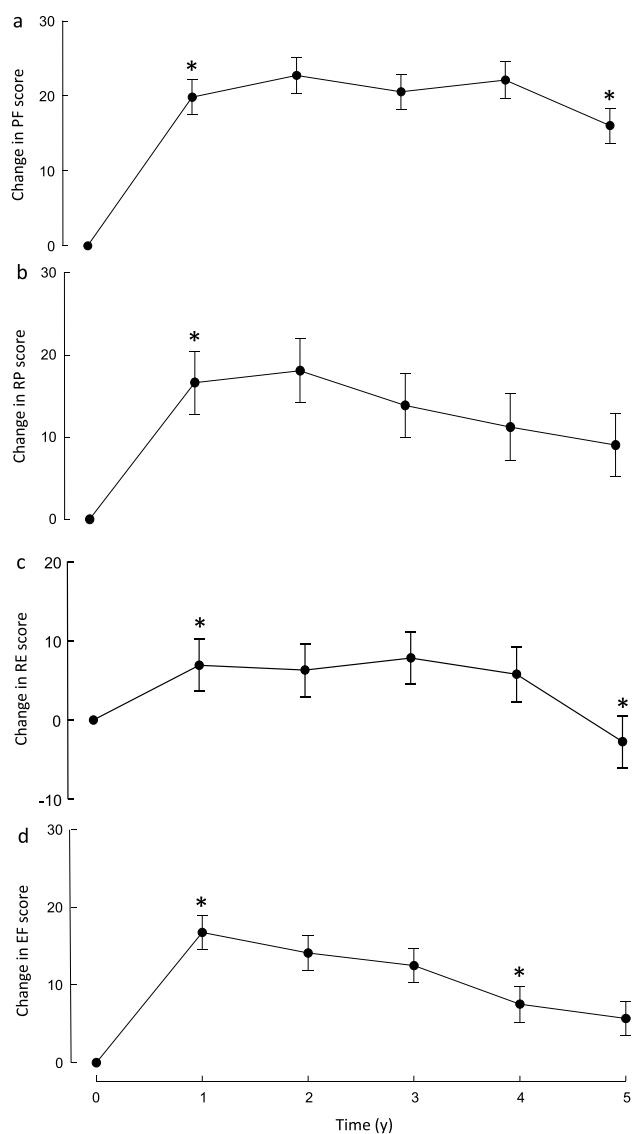 a
30
*
*
20
10
0
Change in PF score
b
30
*
20
10
0
Change in RP score
c
20
*
10
*
0
-10
Change in RE score
d
30
*
20
*
10
0
Change in EF score
0 1 2 3 4 5
Time (y)